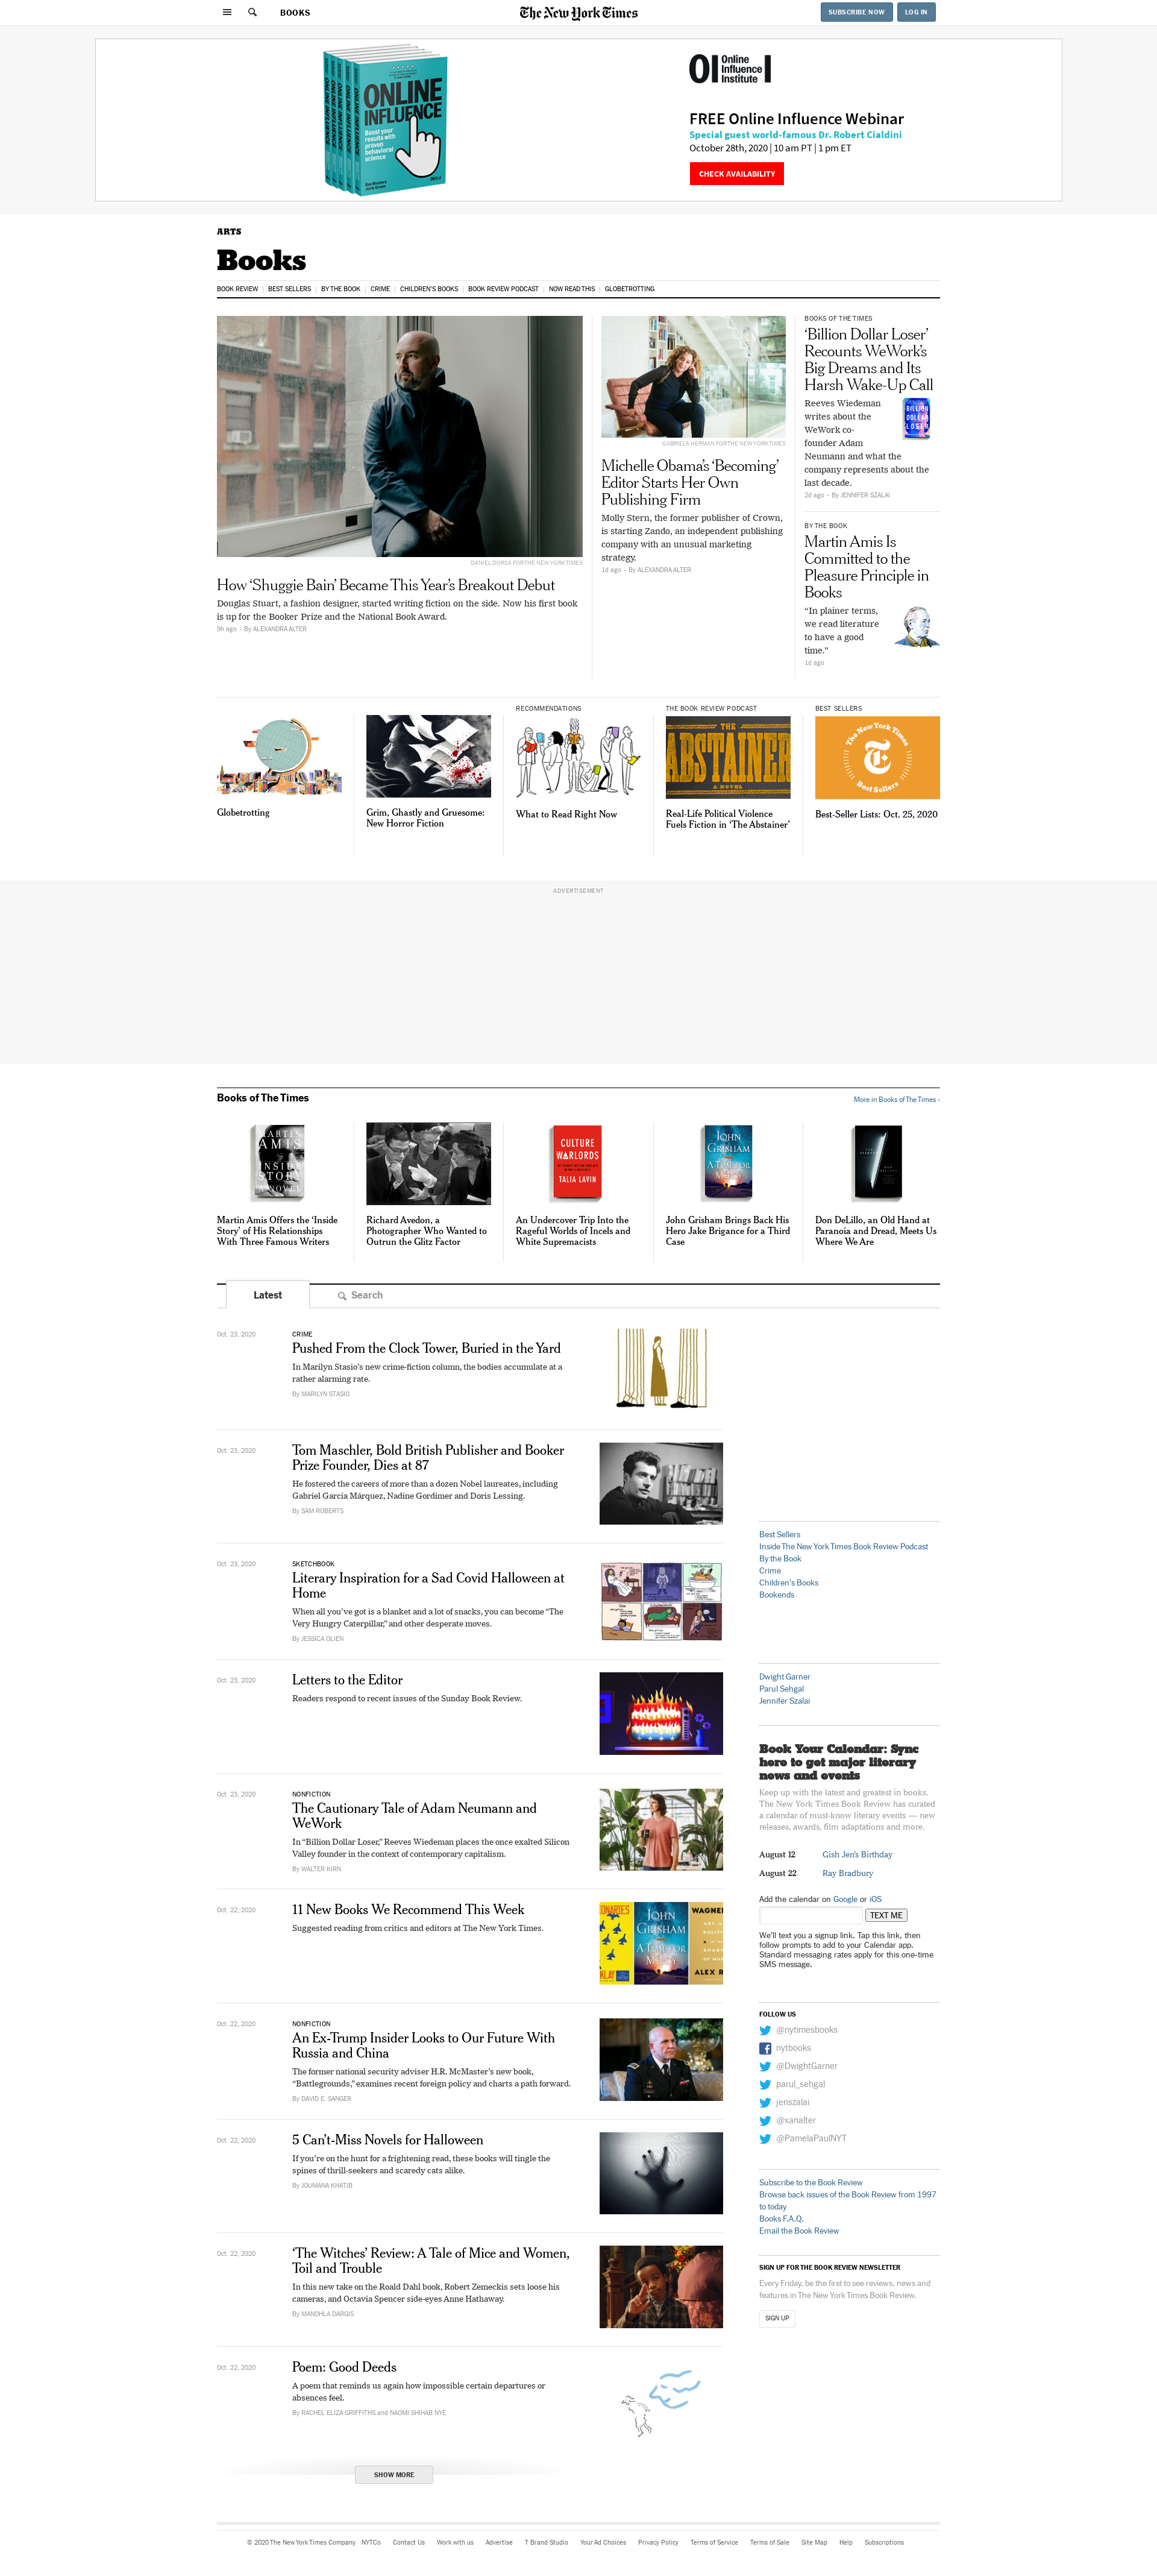 BOOKS
The New York Times
SUBSCRIBE NOW
LOG IN
ONLINE
INFLUENCE
Boost your
results with
proven
behavioral
science
OI Online
Influence
Institute
FREE Online Influence Webinar
Special guest world-famous Dr. Robert Cialdini
October 28th, 2020 | 10 am PT | 1 pm ET
CHECK AVAILABILITY
ARTS
Books
BOOK REVIEW | BEST SELLERS | BY THE BOOK | CRIME | CHILDREN'S BOOKS | BOOK REVIEW PODCAST | NOW READ THIS | GLOBETROTTING
DANIEL DORSA FOR THE NEW YORK TIMES
How ‘Shuggie Bain’ Became This Year’s Breakout Debut
Douglas Stuart, a fashion designer, started writing fiction on the side. Now his first book
is up for the Booker Prize and the National Book Award.
9h ago - By ALEXANDRA ALTER
GABRIELA HERMAN FOR THE NEW YORK TIMES
Michelle Obama’s ‘Becoming’
Editor Starts Her Own
Publishing Firm
Molly Stern, the former publisher of Crown,
is starting Zando, an independent publishing
company with an unusual marketing
strategy.
1d ago - By ALEXANDRA ALTER
BOOKS OF THE TIMES
‘Billion Dollar Loser’
Recounts WeWork’s
Big Dreams and Its
Harsh Wake-Up Call
Reeves Wiedeman
writes about the
WeWork co-
founder Adam
Neumann and what the
company represents about the
last decade.
BILLION
DOLLAR
LOSER
2d ago - By JENNIFER SZALAI
BY THE BOOK
Martin Amis Is
Committed to the
Pleasure Principle in
Books
“In plainer terms,
we read literature
to have a good
time.”
1d ago
Globetrotting
Grim, Ghastly and Gruesome:
New Horror Fiction
RECOMMENDATIONS
What to Read Right Now
THE BOOK REVIEW PODCAST
ABSTAINER
A NOVEL
Real-Life Political Violence
Fuels Fiction in ‘The Abstainer’
BEST SELLERS
The New York Times
Best Sellers
Best-Seller Lists: Oct. 25, 2020
ADVERTISEMENT
Books of The Times
More in Books of The Times ›
MARTIN
AMIS
INSIDE
STORY
A NOVEL
Martin Amis Offers the ‘Inside
Story’ of His Relationships
With Three Famous Writers
Richard Avedon, a
Photographer Who Wanted to
Outrun the Glitz Factor
CULTURE
WARLORDS
TALIA LAVIN
An Undercover Trip Into the
Rageful Worlds of Incels and
White Supremacists
JOHN
GRISHAM
A TIME FOR
MERCY
John Grisham Brings Back His
Hero Jake Brigance for a Third
Case
Don DeLillo, an Old Hand at
Paranoia and Dread, Meets Us
Where We Are
Latest
Search
Oct. 23, 2020
CRIME
Pushed From the Clock Tower, Buried in the Yard
In Marilyn Stasio’s new crime-fiction column, the bodies accumulate at a
rather alarming rate.
By MARILYN STASIO
Oct. 23, 2020
Tom Maschler, Bold British Publisher and Booker
Prize Founder, Dies at 87
He fostered the careers of more than a dozen Nobel laureates, including
Gabriel García Márquez, Nadine Gordimer and Doris Lessing.
By SAM ROBERTS
Oct. 23, 2020
SKETCHBOOK
Literary Inspiration for a Sad Covid Halloween at
Home
When all you’ve got is a blanket and a lot of snacks, you can become “The
Very Hungry Caterpillar,” and other desperate moves.
By JESSICA OLIEN
Oct. 23, 2020
Letters to the Editor
Readers respond to recent issues of the Sunday Book Review.
Oct. 23, 2020
NONFICTION
The Cautionary Tale of Adam Neumann and
WeWork
In “Billion Dollar Loser,” Reeves Wiedeman places the once exalted Silicon
Valley founder in the context of contemporary capitalism.
By WALTER KIRN
Oct. 22, 2020
11 New Books We Recommend This Week
Suggested reading from critics and editors at The New York Times.
JOHN
GRISHAM
A TIME FOR
MERCY
WAGNER
ALEX R
Oct. 22, 2020
NONFICTION
An Ex-Trump Insider Looks to Our Future With
Russia and China
The former national security adviser H.R. McMaster’s new book,
“Battlegrounds,” examines recent foreign policy and charts a path forward.
By DAVID E. SANGER
Oct. 22, 2020
5 Can’t-Miss Novels for Halloween
If you’re on the hunt for a frightening read, these books will tingle the
spines of thrill-seekers and scaredy cats alike.
By JOUMANA KHATIB
Oct. 22, 2020
‘The Witches’ Review: A Tale of Mice and Women,
Toil and Trouble
In this new take on the Roald Dahl book, Robert Zemeckis sets loose his
cameras, and Octavia Spencer side-eyes Anne Hathaway.
By MANOHLA DARGIS
Oct. 22, 2020
Poem: Good Deeds
A poem that reminds us again how impossible certain departures or
absences feel.
By RACHEL ELIZA GRIFFITHS and NAOMI SHIHAB NYE
SHOW MORE
Best Sellers
Inside The New York Times Book Review Podcast
By the Book
Crime
Children's Books
Bookends
Dwight Garner
Parul Sehgal
Jennifer Szalai
Book Your Calendar: Sync
here to get major literary
news and events
Keep up with the latest and greatest in books.
The New York Times Book Review has curated
a calendar of must-know literary events — new
releases, awards, film adaptations and more.
August 12 Gish Jen’s Birthday
August 22 Ray Bradbury
Add the calendar on Google or iOS
TEXT ME
We’ll text you a signup link. Tap this link, then
follow prompts to add to your Calendar app.
Standard messaging rates apply for this one-time
SMS message.
FOLLOW US
@nytimesbooks
nytbooks
@DwightGarner
parul_sehgal
jenszalai
@xanalter
@PamelaPaulNYT
Subscribe to the Book Review
Browse back issues of the Book Review from 1997
to today
Books F.A.Q.
Email the Book Review
SIGN UP FOR THE BOOK REVIEW NEWSLETTER
Every Friday, be the first to see reviews, news and
features in The New York Times Book Review.
SIGN UP
© 2020 The New York Times Company NYTCo Contact Us Work with us Advertise T Brand Studio Your Ad Choices Privacy Policy Terms of Service Terms of Sale Site Map Help Subscriptions